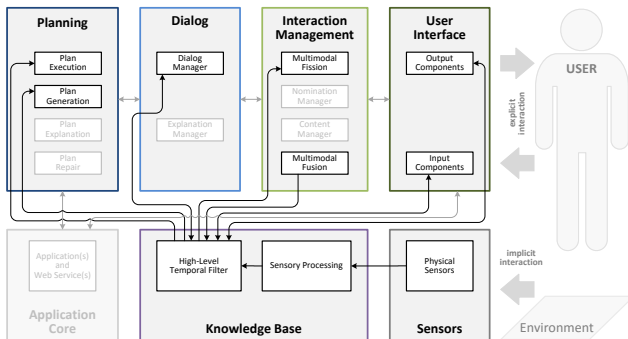 Planning
Plan
Execution
Plan
Generation
Plan
Explanation
Plan
Repair
Dialog
Dialog
Manager
Explanation
Manager
Interaction
Management
Multimodal
Fission
Nomination
Manager
Content
Manager
Multimodal
Fusion
User
Interface
Output
Components
Input
Components
explicit
interaction
USER
Application(s)
and
Web Service(s)
Application
Core
High-Level
Temporal Filter
Sensory Processing
Knowledge Base
Physical
Sensors
Sensors
implicit
interaction
Environment